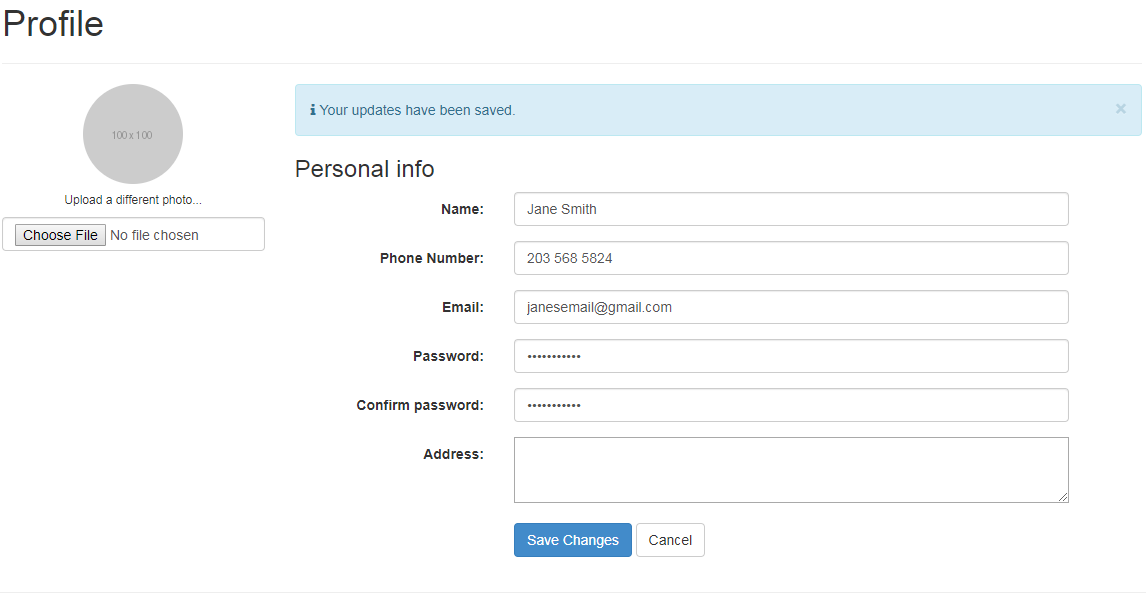 Profile
100 x 100
Upload a different photo...
Choose File No file chosen
Your updates have been saved. ×
Personal info
Name: Jane Smith
Phone Number: 203 568 5824
Email: janesemail@gmail.com
Password: •••••••••••
Confirm password: •••••••••••
Address:
Save Changes Cancel